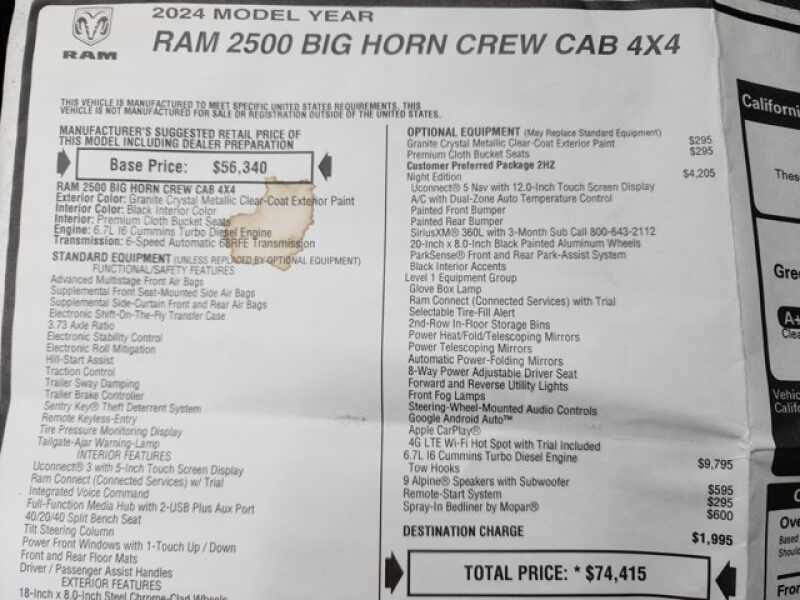 2024 MODEL YEAR
RAM
RAM 2500 BIG HORN CREW CAB 4X4
THIS VEHICLE IS MANUFACTURED TO MEET SPECIFIC UNITED STATES REQUIREMENTS. THIS
VEHICLE IS NOT MANUFACTURED FOR SALE OR REGISTRATION OUTSIDE OF THE UNITED STATES.
MANUFACTURER'S SUGGESTED RETAIL PRICE OF
THIS MODEL INCLUDING DEALER PREPARATION
Base Price: $56,340
RAM 2500 BIG HORN CREW CAB 4X4
Exterior Color: Granite Crystal Metallic Clear-Coat Exterior Paint
Interior Color: Black Interior Color
Interior: Premium Cloth Bucket Seats
Engine: 6.7L I6 Cummins Turbo Diesel Engine
Transmission: 6-Speed Automatic 68RFE Transmission
STANDARD EQUIPMENT (UNLESS REPLACED BY OPTIONAL EQUIPMENT)
FUNCTIONAL/SAFETY FEATURES
Advanced Multistage Front Air Bags
Supplemental Front Seat-Mounted Side Air Bags
Supplemental Side-Curtain Front and Rear Air Bags
Electronic Shift-On-The-Fly Transfer Case
3.73 Axle Ratio
Electronic Stability Control
Electronic Roll Mitigation
Hill-Start Assist
Traction Control
Trailer Sway Damping
Trailer Brake Controller
Sentry Key® Theft Deterrent System
Remote Keyless-Entry
Tire Pressure Monitoring Display
Tailgate-Ajar Warning-Lamp
INTERIOR FEATURES
Uconnect® 3 with 5-Inch Touch Screen Display
Ram Connect (Connected Services) w/ Trial
Integrated Voice Command
Full-Function Media Hub with 2-USB Plus Aux Port
40/20/40 Split Bench Seat
Tilt Steering Column
Power Front Windows with 1-Touch Up / Down
Front and Rear Floor Mats
Driver / Passenger Assist Handles
EXTERIOR FEATURES
18-Inch x 8.0-Inch Steel Chrome-Clad Wheels
OPTIONAL EQUIPMENT (May Replace Standard Equipment)
Granite Crystal Metallic Clear-Coat Exterior Paint $295
Premium Cloth Bucket Seats $295
Customer Preferred Package 2HZ
Night Edition $4,205
Uconnect® 5 Nav with 12.0-Inch Touch Screen Display
A/C with Dual-Zone Auto Temperature Control
Painted Front Bumper
Painted Rear Bumper
SiriusXM® 360L with 3-Month Sub Call 800-643-2112
20-Inch x 8.0-Inch Black Painted Aluminum Wheels
ParkSense® Front and Rear Park-Assist System
Black Interior Accents
Level 1 Equipment Group
Glove Box Lamp
Ram Connect (Connected Services) with Trial
Selectable Tire-Fill Alert
2nd-Row In-Floor Storage Bins
Power Heat/Fold/Telescoping Mirrors
Power Telescoping Mirrors
Automatic Power-Folding Mirrors
8-Way Power Adjustable Driver Seat
Forward and Reverse Utility Lights
Front Fog Lamps
Steering-Wheel-Mounted Audio Controls
Google Android Auto™
Apple CarPlay®
4G LTE Wi-Fi Hot Spot with Trial Included
6.7L I6 Cummins Turbo Diesel Engine $9,795
Tow Hooks
9 Alpine® Speakers with Subwoofer $595
Remote-Start System $295
Spray-In Bedliner by Mopar® $600
DESTINATION CHARGE $1,995
TOTAL PRICE: * $74,415
California
These
Gree
A+
Clea
Vehic
Califo
Ove
Based
Should
Fron